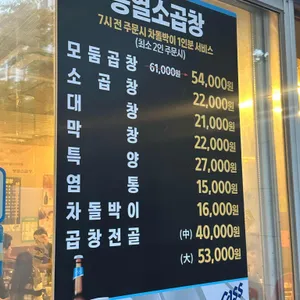 소곱창
7시 전 주문시 차돌박이 1인분 서비스
(최소 2인 주문시)
모둠곱창 61,000원 54,000원
소곱창 22,000원
대창 21,000원
막창 22,000원
특양 27,000원
염통 15,000원
차돌박이 16,000원
곱창전골 (中) 40,000원
(大) 53,000원
cass